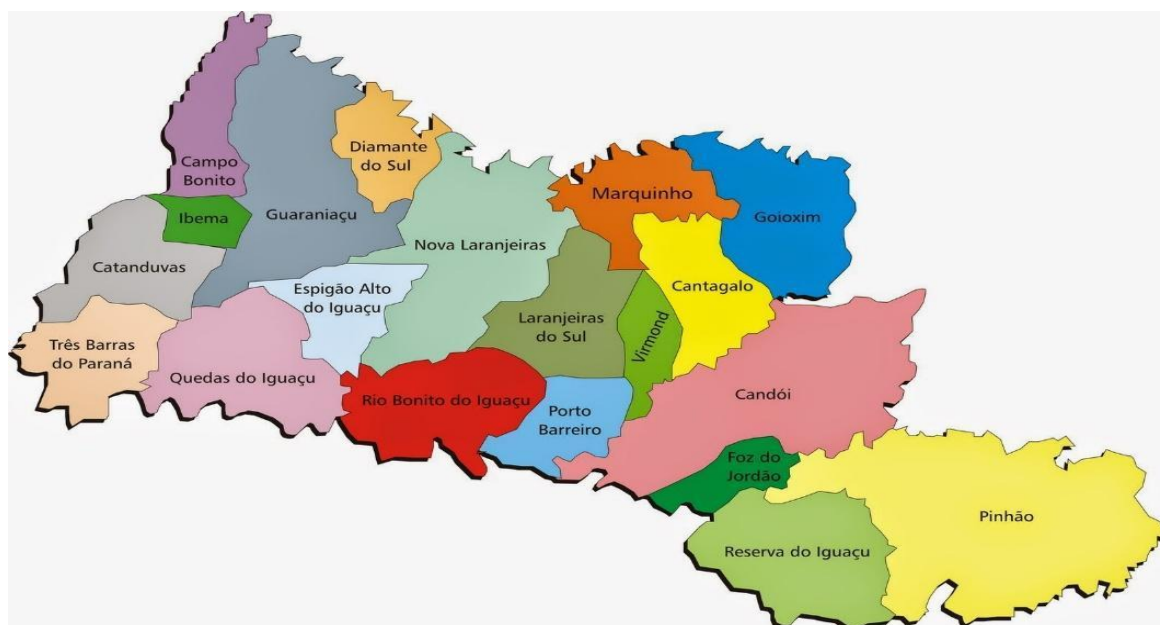 Campo
Bonito
Diamante
do Sul
Ibema
Guaraniaçu
Marquinho
Goioxim
Nova Laranjeiras
Catanduvas
Espigão Alto
do Iguaçu
Cantagalo
Laranjeiras
do Sul
Virmond
Três Barras
do Paraná
Quedas do Iguaçu
Rio Bonito do Iguaçu
Porto
Barreiro
Candói
Foz do
Jordão
Pinhão
Reserva do Iguaçu